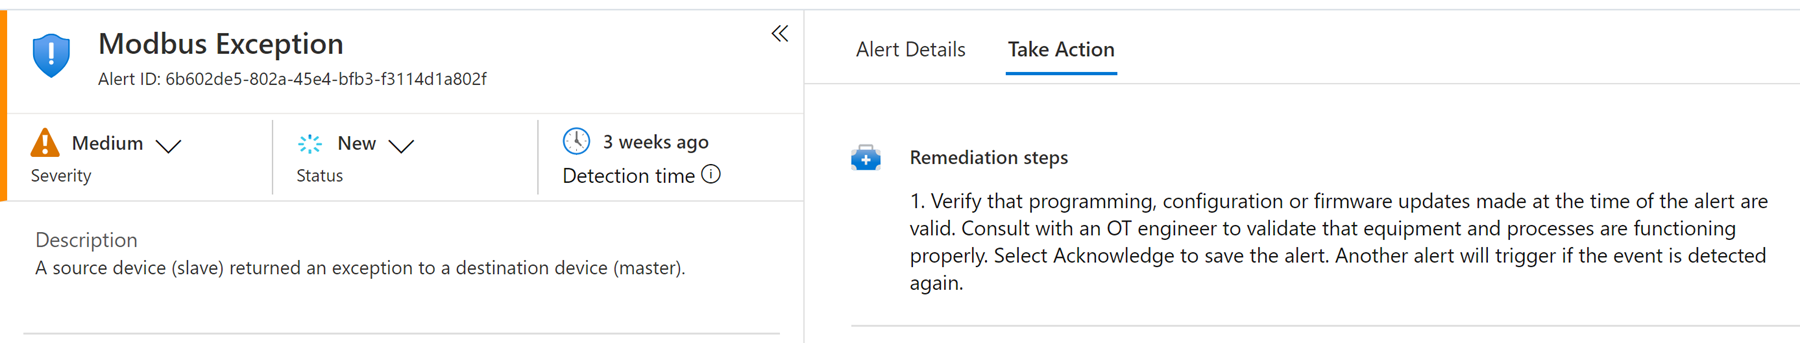 Modbus Exception
Alert ID: 6b602de5-802a-45e4-bfb3-f3114d1a802f
Medium
Severity
New
Status
3 weeks ago
Detection time
Description
A source device (slave) returned an exception to a destination device (master).
Alert Details
Take Action
Remediation steps
1. Verify that programming, configuration or firmware updates made at the time of the alert are
valid. Consult with an OT engineer to validate that equipment and processes are functioning
properly. Select Acknowledge to save the alert. Another alert will trigger if the event is detected
again.